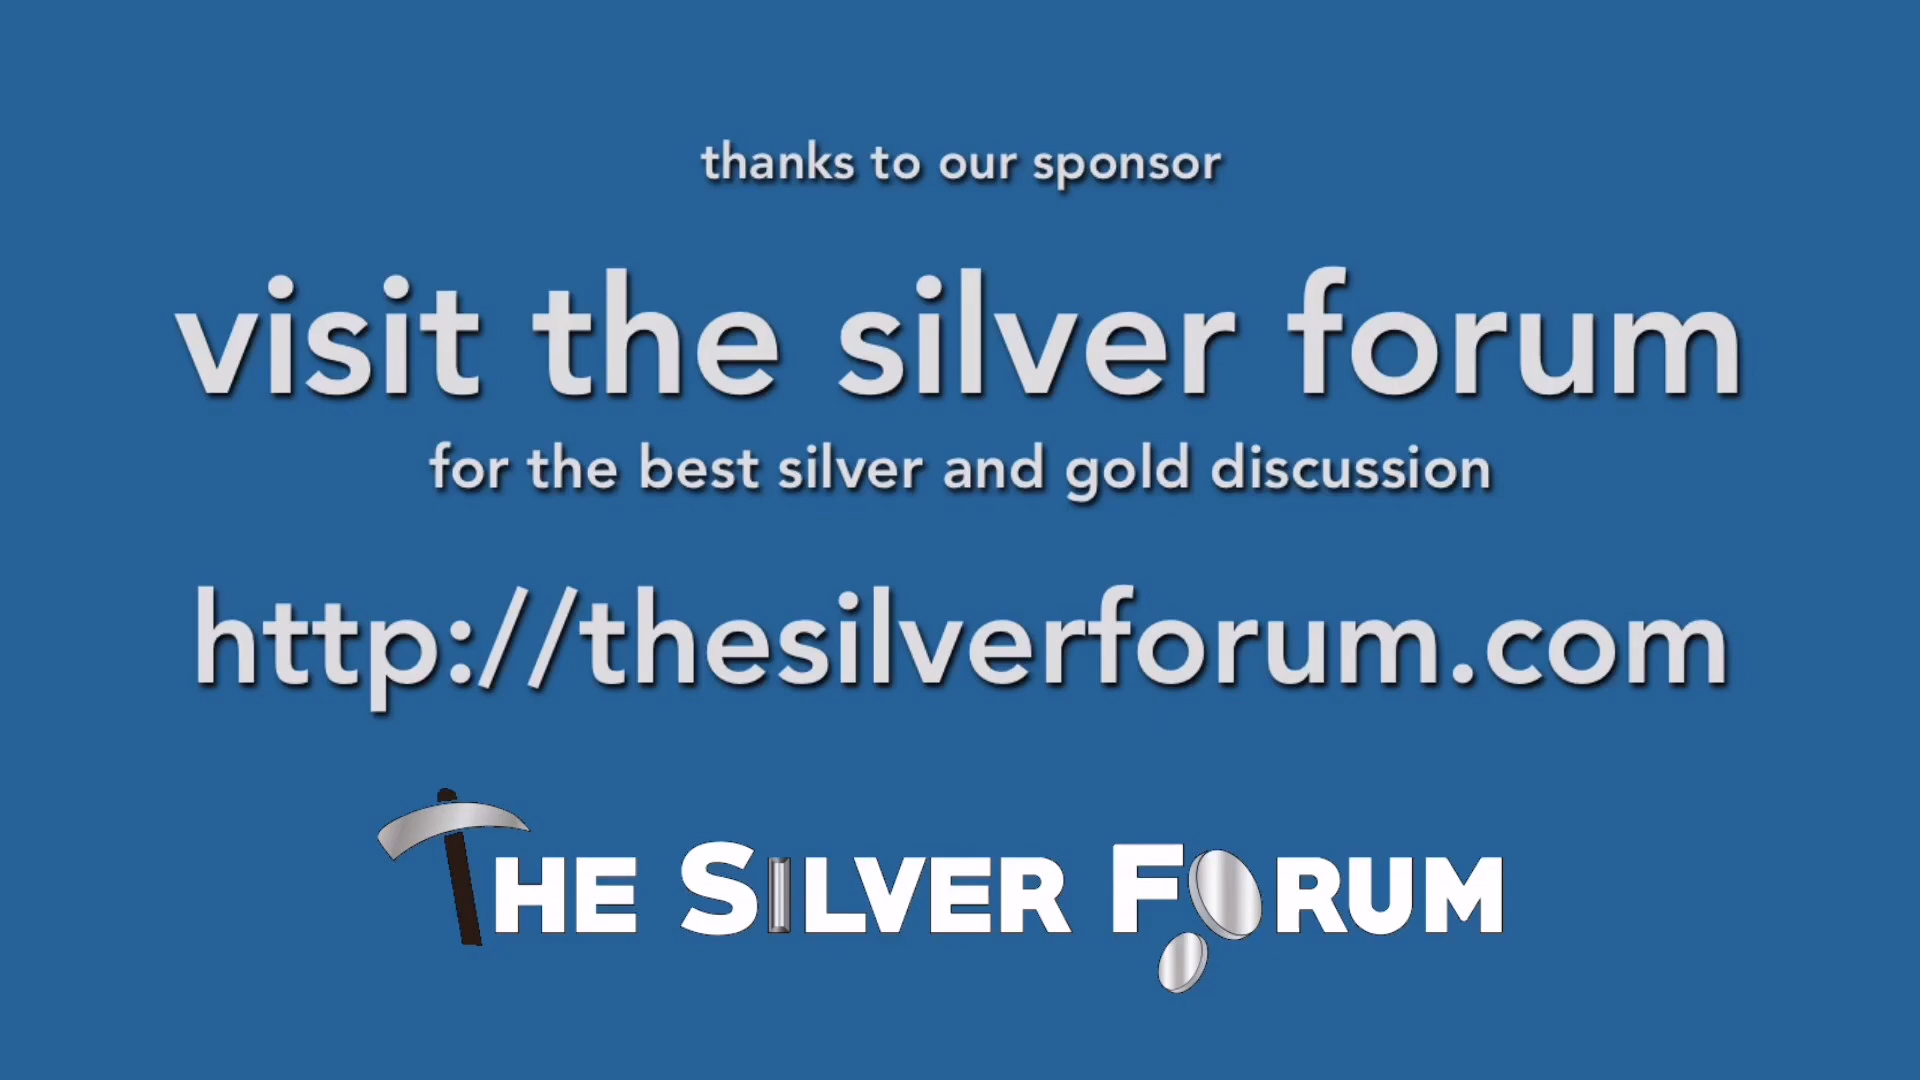 thanks to our sponsor
visit the silver forum
for the best silver and gold discussion
http://thesilverforum.com
THE SILVER FORUM